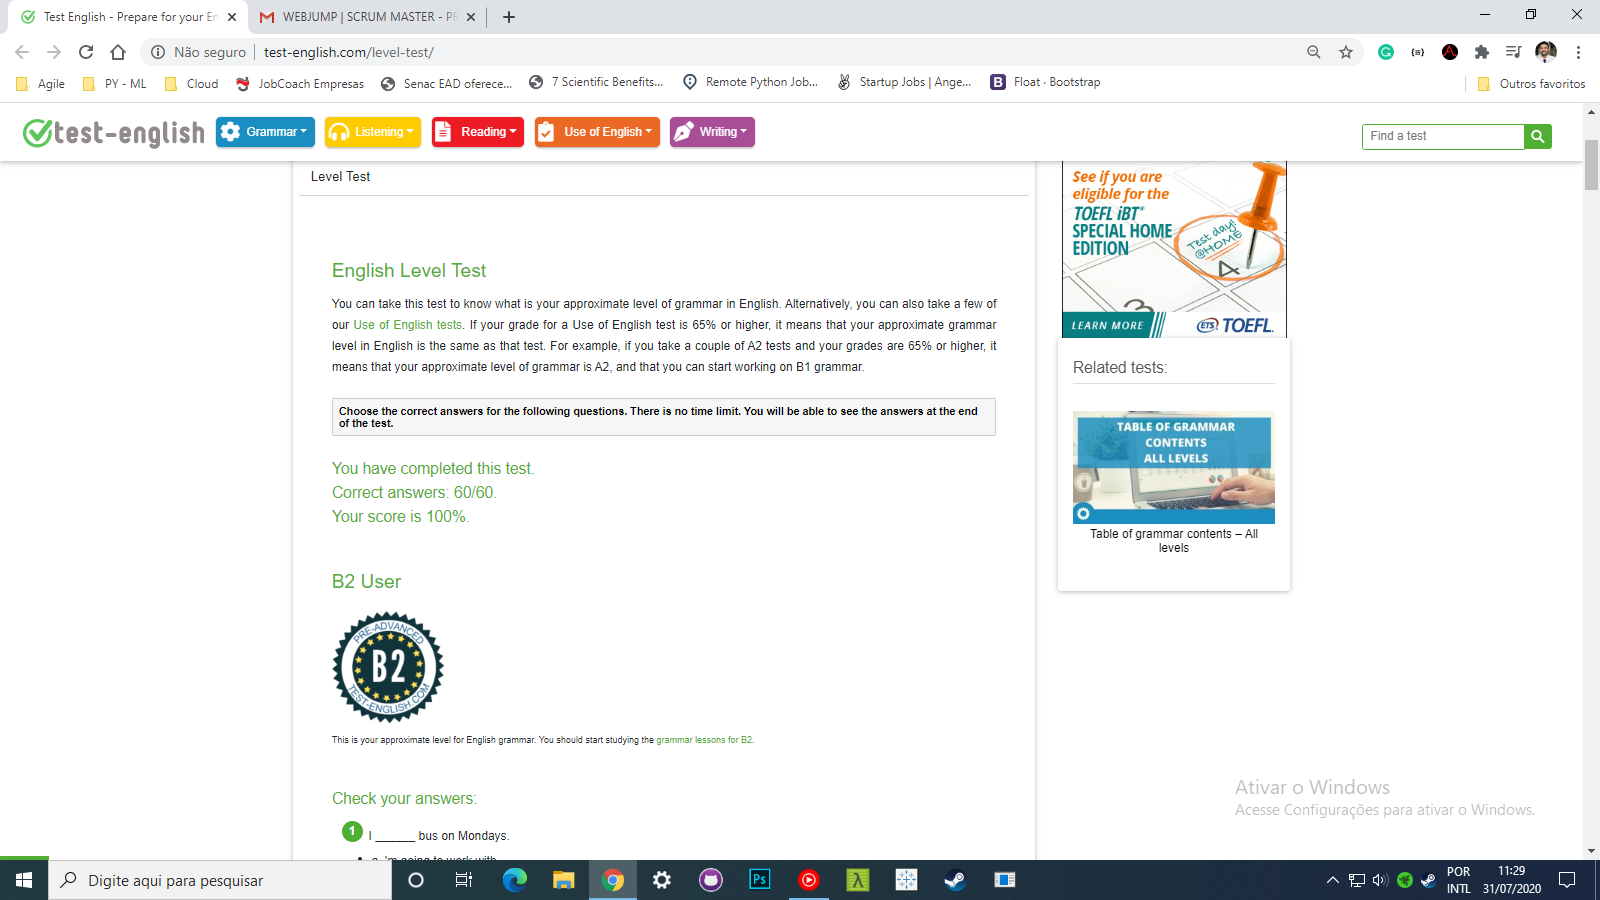 Test English - Prepare for your En
WEBJUMP | SCRUM MASTER - PR
Não seguro
test-english.com/level-test/
Agile
PY - ML
Cloud
JobCoach Empresas
Senac EAD oferece...
7 Scientific Benefits...
Remote Python Job...
Startup Jobs | Ange...
B
Float · Bootstrap
Outros favoritos
test-english
Grammar
Listening
Reading
Use of English
Writing
Find a test
Level Test
English Level Test
You can take this test to know what is your approximate level of grammar in English. Alternatively, you can also take a few of
our Use of English tests. If your grade for a Use of English test is 65% or higher, it means that your approximate grammar
level in English is the same as that test. For example, if you take a couple of A2 tests and your grades are 65% or higher, it
means that your approximate level of grammar is A2, and that you can start working on B1 grammar.
Choose the correct answers for the following questions. There is no time limit. You will be able to see the answers at the end
of the test.
You have completed this test.
Correct answers: 60/60.
Your score is 100%.
B2 User
PRE-ADVANCED
B2
TEST-ENGLISH.COM
This is your approximate level for English grammar. You should start studying the grammar lessons for B2.
Check your answers:
1 I ______ bus on Mondays.
a. 'm going to work with
See if you are
eligible for the
TOEFL iBT®
SPECIAL HOME
EDITION
Test day!
@HOME
4
3
LEARN MORE
ETS TOEFL.
Related tests:
TABLE OF GRAMMAR
CONTENTS
ALL LEVELS
Table of grammar contents – All
levels
Ativar o Windows
Acesse Configurações para ativar o Windows.
Digite aqui para pesquisar
Ps
POR
INTL
11:29
31/07/2020